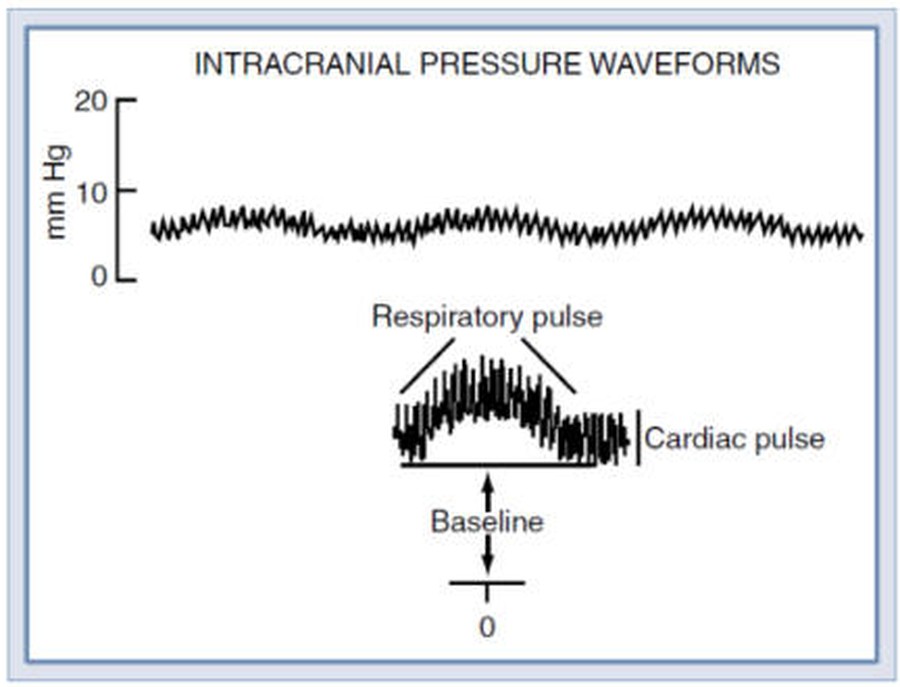 INTRACRANIAL PRESSURE WAVEFORMS
20
mm Hg
10
0
Respiratory pulse
Cardiac pulse
Baseline
0